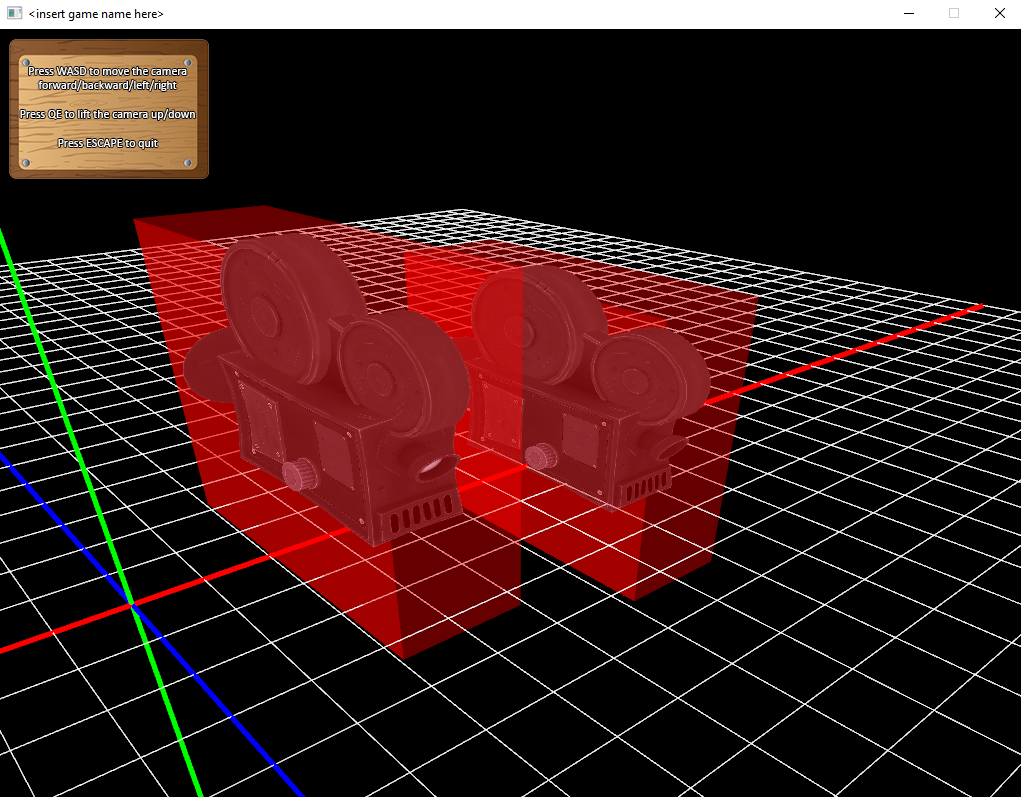 <insert game name here>
Press WASD to move the camera
forward/backward/left/right
Press QE to lift the camera up/down
Press ESCAPE to quit